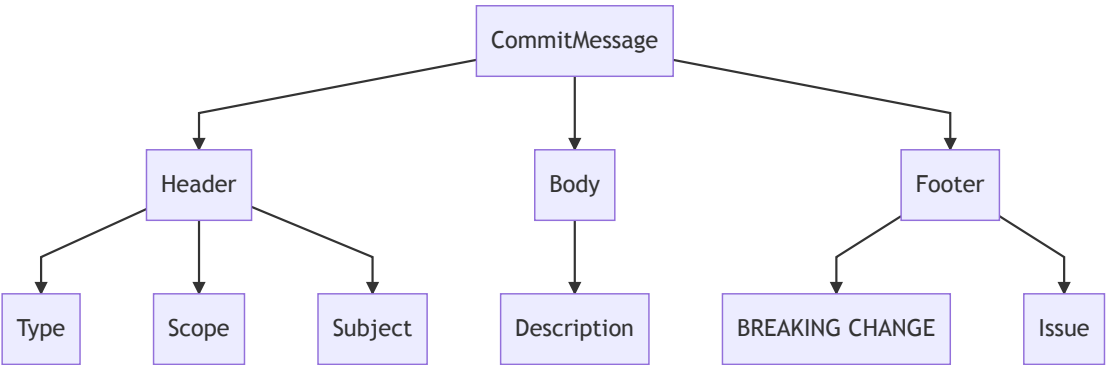 CommitMessage
Header
Body
Footer
Type
Scope
Subject
Description
BREAKING CHANGE
Issue